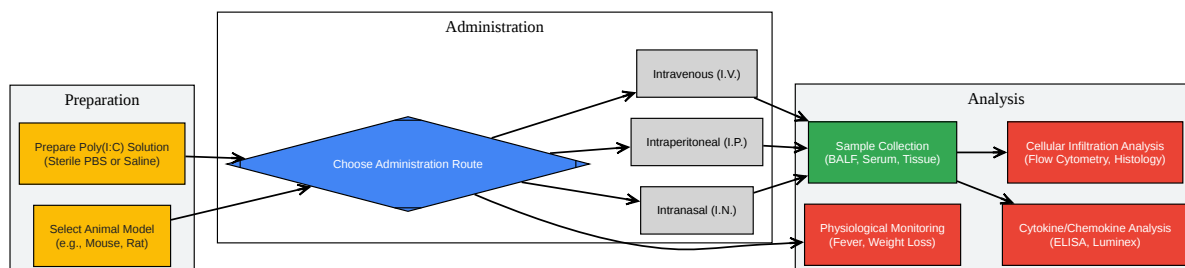 Preparation
Prepare Poly(I:C) Solution
(Sterile PBS or Saline)
Select Animal Model
(e.g., Mouse, Rat)
Administration
Choose Administration Route
Intravenous (I.V.)
Intraperitoneal (I.P.)
Intranasal (I.N.)
Analysis
Sample Collection
(BALF, Serum, Tissue)
Cellular Infiltration Analysis
(Flow Cytometry, Histology)
Physiological Monitoring
(Fever, Weight Loss)
Cytokine/Chemokine Analysis
(ELISA, Luminex)